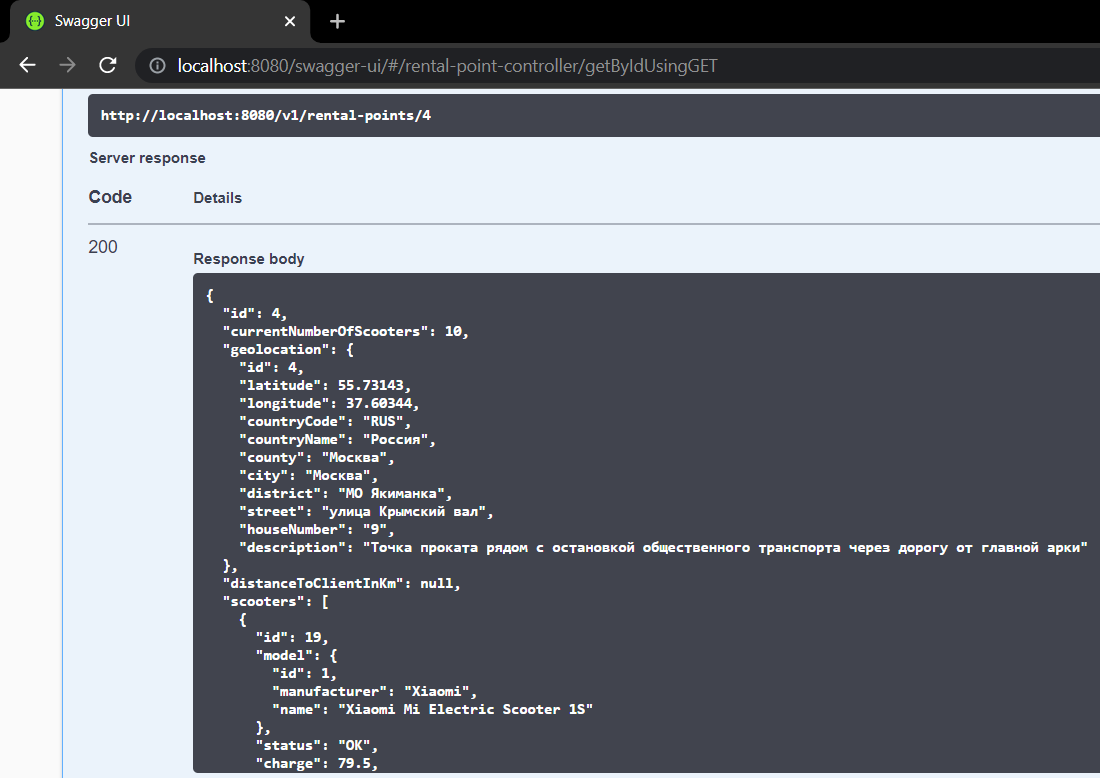 Swagger UI
localhost:8080/swagger-ui/#/rental-point-controller/getByIdUsingGET
http://localhost:8080/v1/rental-points/4
Server response
Code Details
200
Response body
{
  "id": 4,
  "currentNumberOfScooters": 10,
  "geolocation": {
    "id": 4,
    "latitude": 55.73143,
    "longitude": 37.60344,
    "countryCode": "RUS",
    "countryName": "Россия",
    "county": "Москва",
    "city": "Москва",
    "district": "МО Якиманка",
    "street": "улица Крымский вал",
    "houseNumber": "9",
    "description": "Точка проката рядом с остановкой общественного транспорта через дорогу от главной арки"
  },
  "distanceToClientInKm": null,
  "scooters": [
    {
      "id": 19,
      "model": {
        "id": 1,
        "manufacturer": "Xiaomi",
        "name": "Xiaomi Mi Electric Scooter 1S"
      },
      "status": "OK",
      "charge": 79.5,